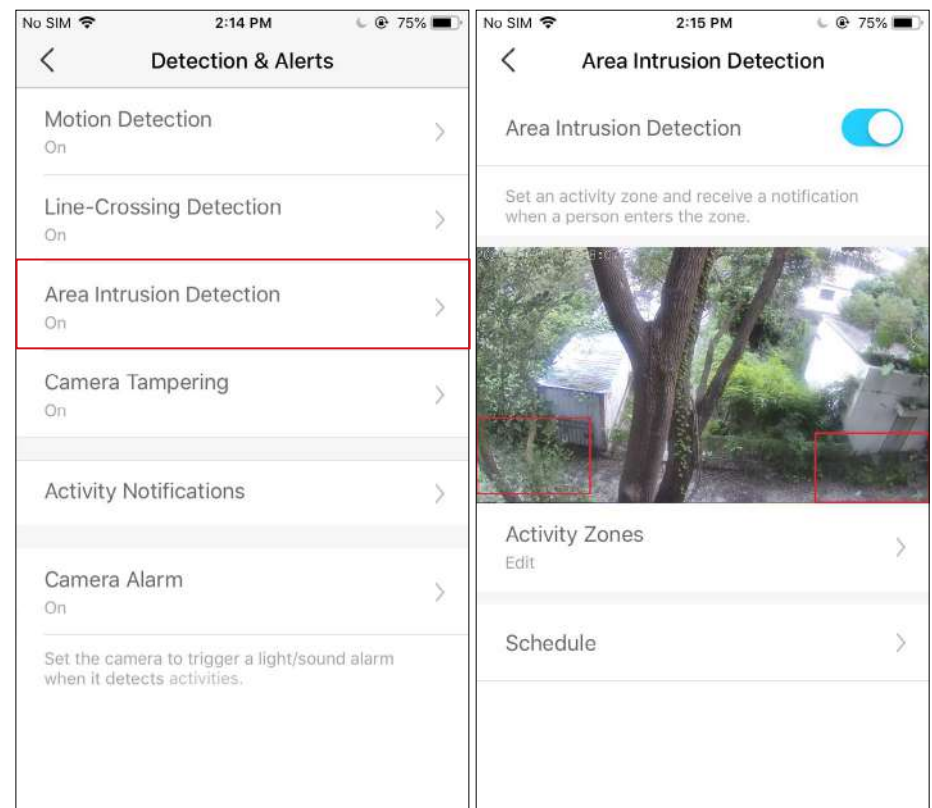 No SIM 2:14 PM 75%
Detection & Alerts
Motion Detection
On
Line-Crossing Detection
On
Area Intrusion Detection
On
Camera Tampering
On
Activity Notifications
Camera Alarm
On
Set the camera to trigger a light/sound alarm
when it detects activities.
No SIM 2:15 PM 75%
Area Intrusion Detection
Area Intrusion Detection
Set an activity zone and receive a notification
when a person enters the zone.
Activity Zones
Edit
Schedule